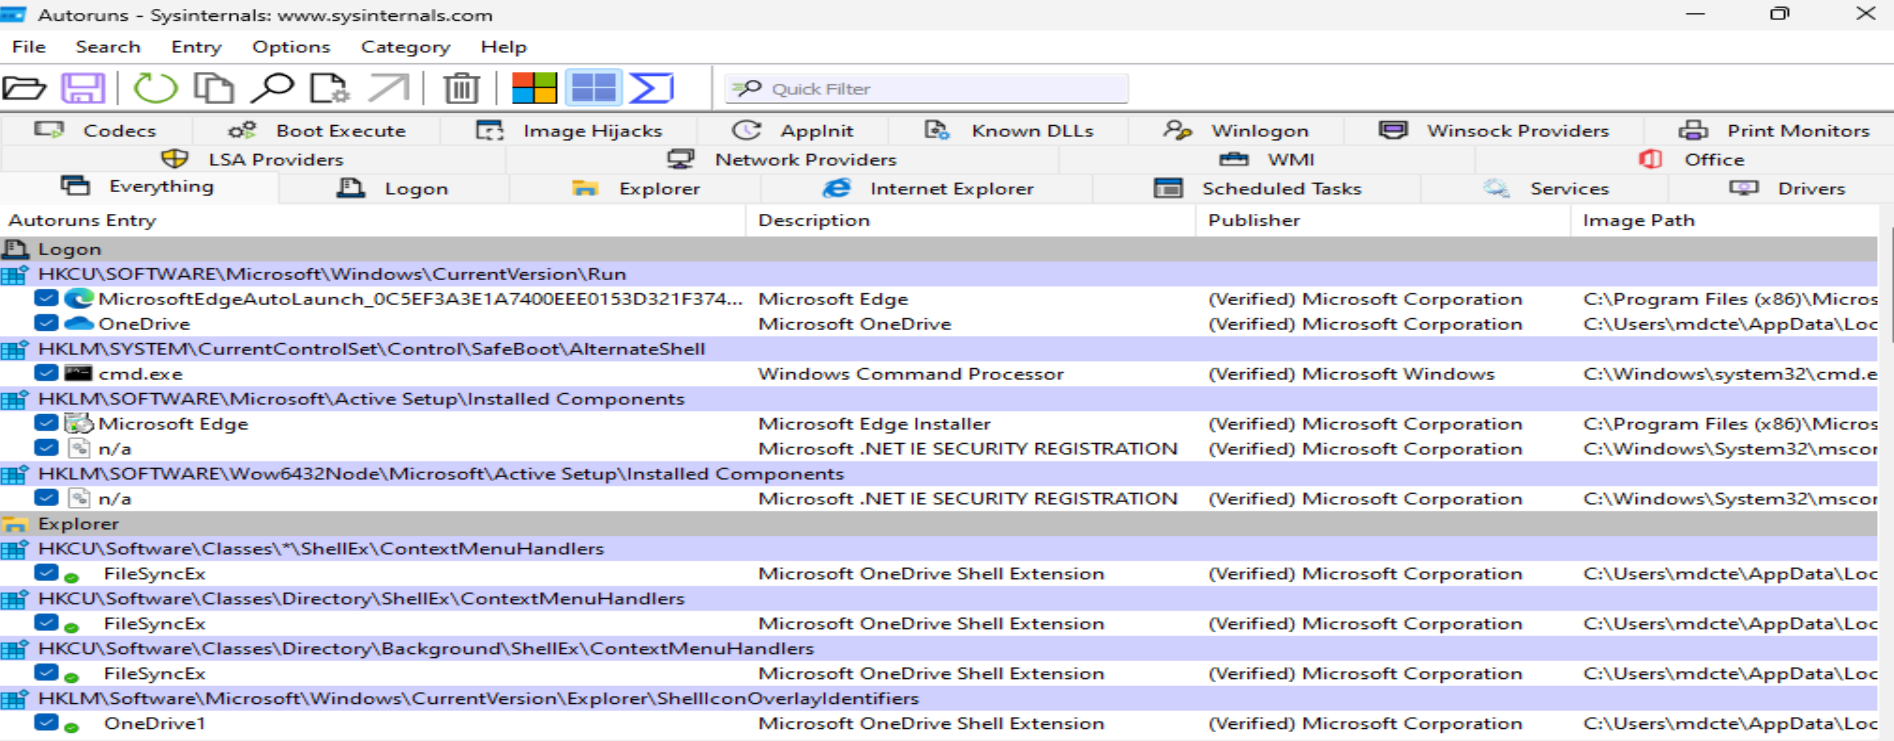 Autoruns - Sysinternals: www.sysinternals.com
File Search Entry Options Category Help
Quick Filter
Codecs Boot Execute Image Hijacks AppInit Known DLLs Winlogon Winsock Providers Print Monitors
LSA Providers Network Providers WMI Office
Everything Logon Explorer Internet Explorer Scheduled Tasks Services Drivers
Autoruns Entry Description Publisher Image Path
Logon
HKCU\SOFTWARE\Microsoft\Windows\CurrentVersion\Run
MicrosoftEdgeAutoLaunch_0C5EF3A3E1A7400EEE0153D321F374... Microsoft Edge (Verified) Microsoft Corporation C:\Program Files (x86)\Micros
OneDrive Microsoft OneDrive (Verified) Microsoft Corporation C:\Users\mdcte\AppData\Loc
HKLM\SYSTEM\CurrentControlSet\Control\SafeBoot\AlternateShell
cmd.exe Windows Command Processor (Verified) Microsoft Windows C:\Windows\system32\cmd.e
HKLM\SOFTWARE\Microsoft\Active Setup\Installed Components
Microsoft Edge Microsoft Edge Installer (Verified) Microsoft Corporation C:\Program Files (x86)\Micros
n/a Microsoft .NET IE SECURITY REGISTRATION (Verified) Microsoft Corporation C:\Windows\System32\mscor
HKLM\SOFTWARE\Wow6432Node\Microsoft\Active Setup\Installed Components
n/a Microsoft .NET IE SECURITY REGISTRATION (Verified) Microsoft Corporation C:\Windows\System32\mscor
Explorer
HKCU\Software\Classes\*\ShellEx\ContextMenuHandlers
FileSyncEx Microsoft OneDrive Shell Extension (Verified) Microsoft Corporation C:\Users\mdcte\AppData\Loc
HKCU\Software\Classes\Directory\ShellEx\ContextMenuHandlers
FileSyncEx Microsoft OneDrive Shell Extension (Verified) Microsoft Corporation C:\Users\mdcte\AppData\Loc
HKCU\Software\Classes\Directory\Background\ShellEx\ContextMenuHandlers
FileSyncEx Microsoft OneDrive Shell Extension (Verified) Microsoft Corporation C:\Users\mdcte\AppData\Loc
HKLM\Software\Microsoft\Windows\CurrentVersion\Explorer\ShellIconOverlayIdentifiers
OneDrive1 Microsoft OneDrive Shell Extension (Verified) Microsoft Corporation C:\Users\mdcte\AppData\Loc